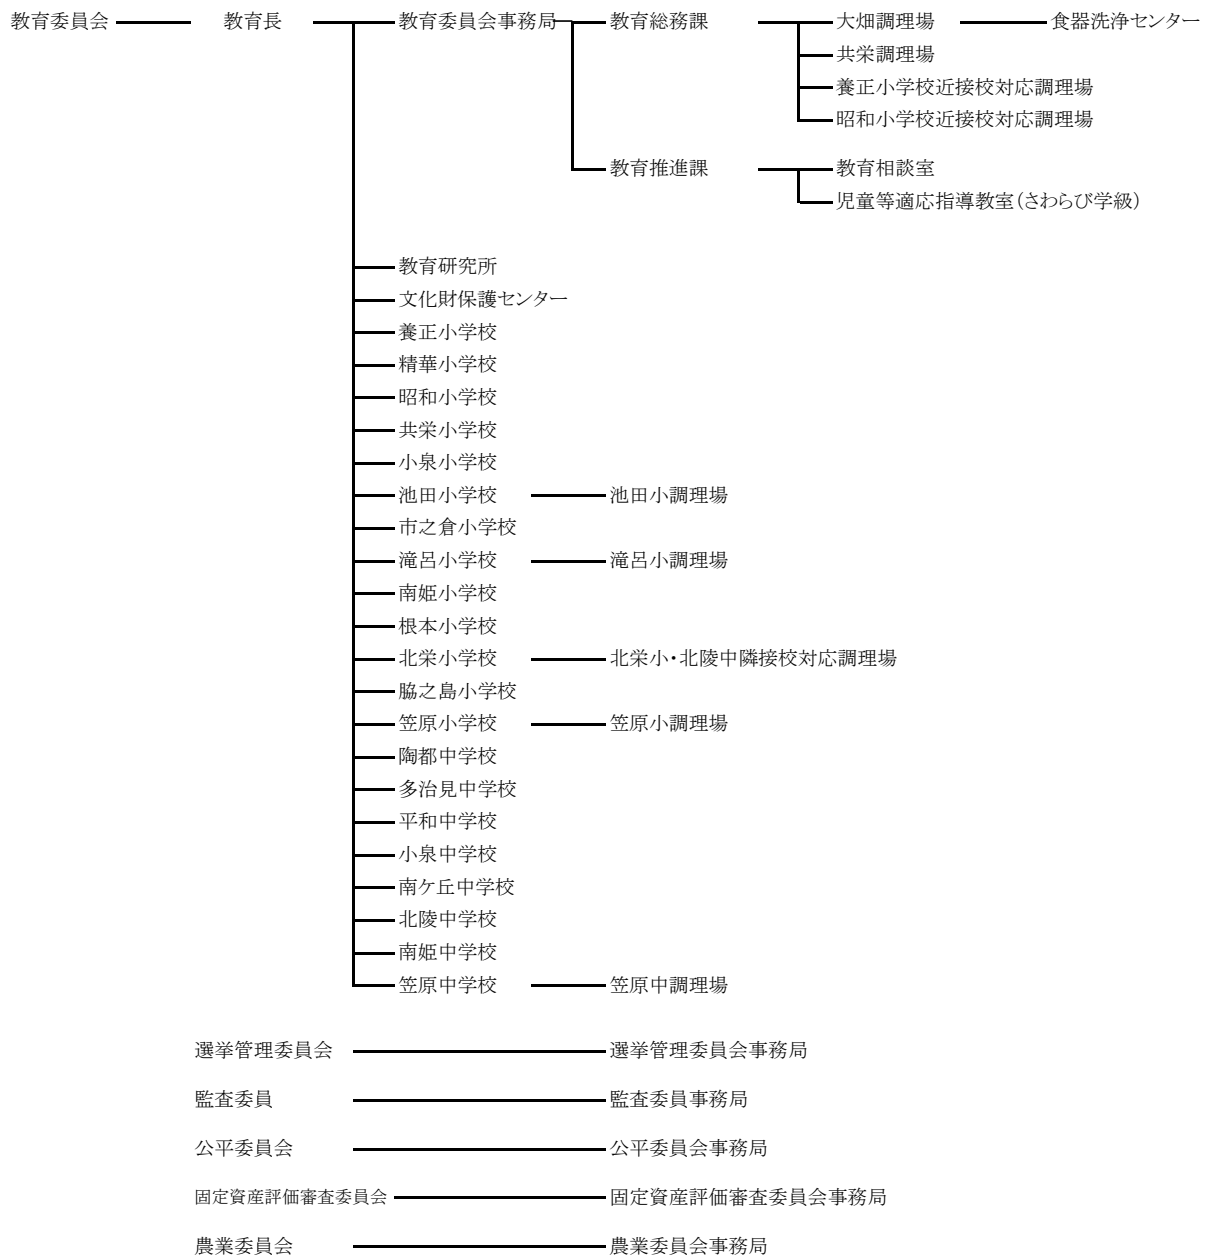 教育委員会 教育長 教育委員会事務局 教育総務課 大畑調理場 食器洗浄センター
共栄調理場
養正小学校近接校対応調理場
昭和小学校近接校対応調理場
教育推進課 教育相談室
児童等適応指導教室(さわらび学級)
教育研究所
文化財保護センター
養正小学校
精華小学校
昭和小学校
共栄小学校
小泉小学校
池田小学校 池田小調理場
市之倉小学校
滝呂小学校 滝呂小調理場
南姫小学校
根本小学校
北栄小学校 北栄小・北陵中隣接校対応調理場
脇之島小学校
笠原小学校 笠原小調理場
陶都中学校
多治見中学校
平和中学校
小泉中学校
南ケ丘中学校
北陵中学校
南姫中学校
笠原中学校 笠原中調理場
選挙管理委員会 選挙管理委員会事務局
監査委員 監査委員事務局
公平委員会 公平委員会事務局
固定資産評価審査委員会 固定資産評価審査委員会事務局
農業委員会 農業委員会事務局